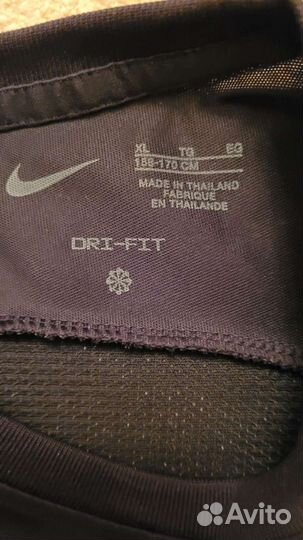 XL TG EG
158-170 CM
MADE IN THAILAND
FABRIQUE
EN THAILANDE
DRI-FIT
Avito